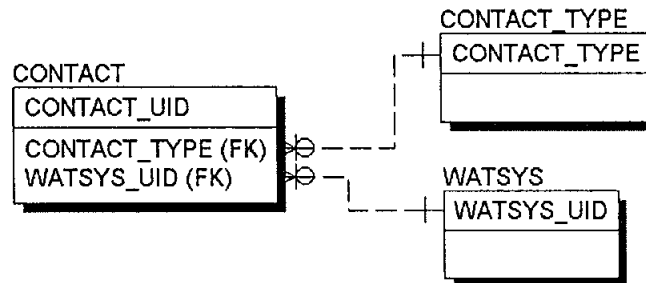 CONTACT_TYPE
CONTACT_TYPE
CONTACT
CONTACT_UID
CONTACT_TYPE (FK)
WATSYS_UID (FK)
WATSYS
WATSYS_UID